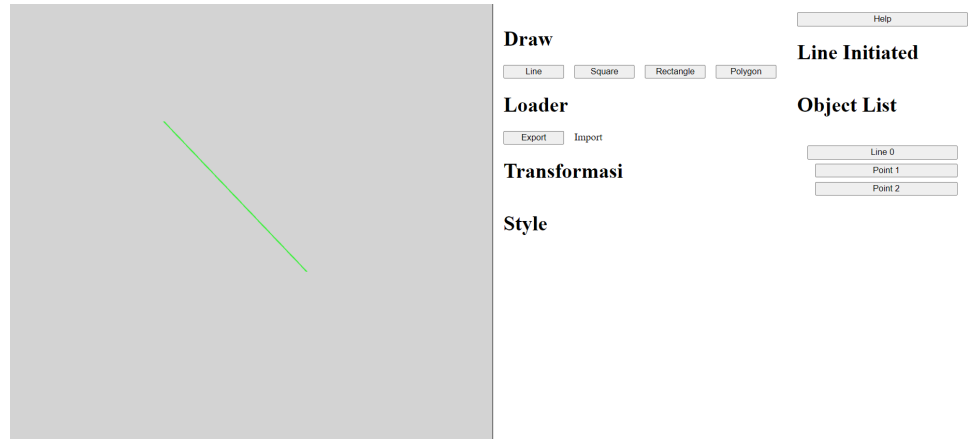 Draw
Line Square Rectangle Polygon
Loader
Export Import
Transformasi
Style
Help
Line Initiated
Object List
Line 0
Point 1
Point 2